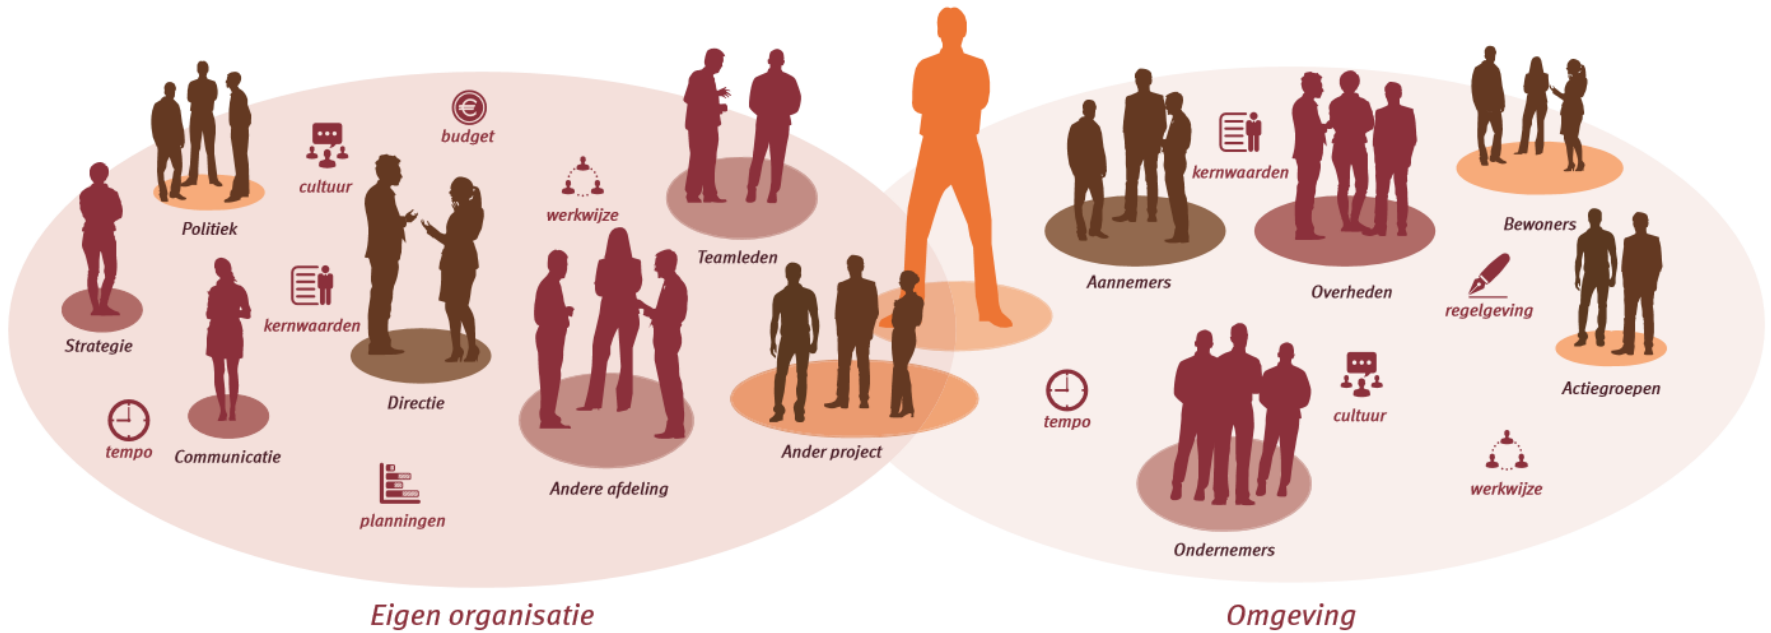 budget
cultuur
Politiek
werkwijze
Teamleden
kernwaarden
Strategie
Directie
tempo
Communicatie
Andere afdeling
Ander project
planningen
Eigen organisatie
kernwaarden
Bewoners
Aannemers
Overheden
regelgeving
Actiegroepen
tempo
cultuur
werkwijze
Ondernemers
Omgeving